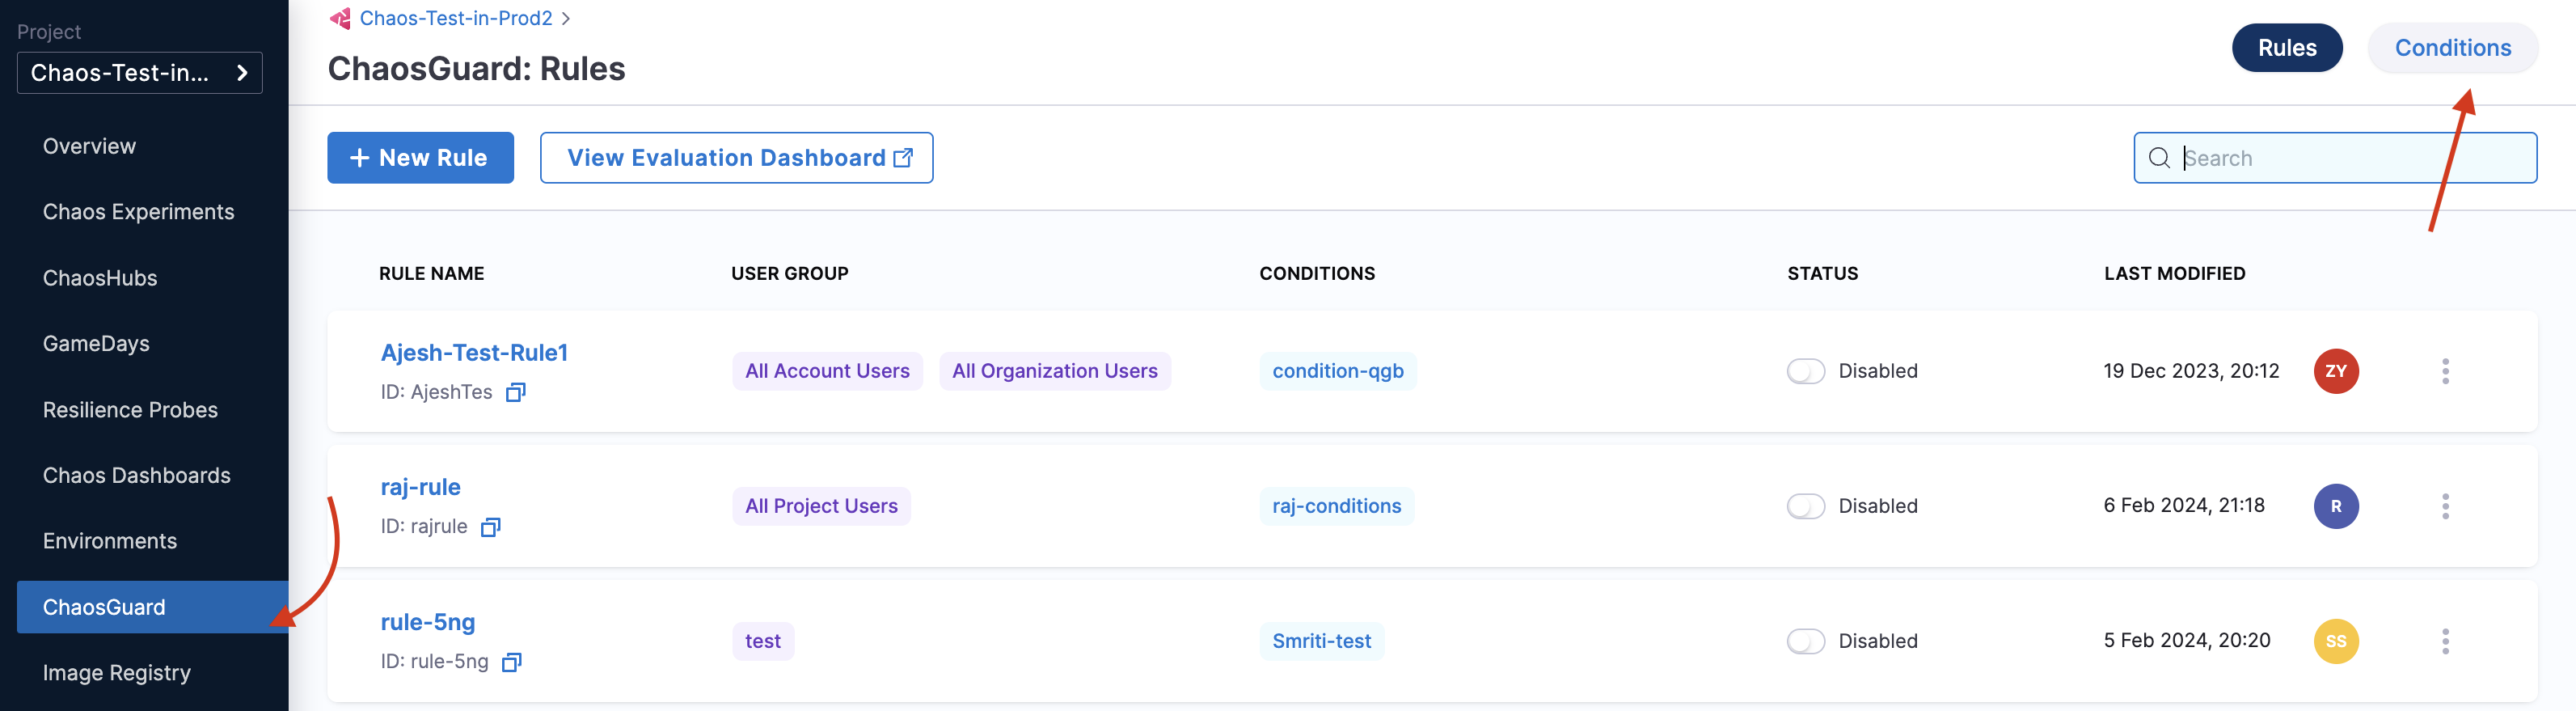 Project
Chaos-Test-in...
Overview
Chaos Experiments
ChaosHubs
GameDays
Resilience Probes
Chaos Dashboards
Environments
ChaosGuard
Image Registry
Chaos-Test-in-Prod2
ChaosGuard: Rules
Rules Conditions
+ New Rule View Evaluation Dashboard Search
RULE NAME USER GROUP CONDITIONS STATUS LAST MODIFIED
Ajesh-Test-Rule1
ID: AjeshTes
All Account Users All Organization Users condition-qgb Disabled 19 Dec 2023, 20:12 ZY
raj-rule
ID: rajrule
All Project Users raj-conditions Disabled 6 Feb 2024, 21:18 R
rule-5ng
ID: rule-5ng
test Smriti-test Disabled 5 Feb 2024, 20:20 SS